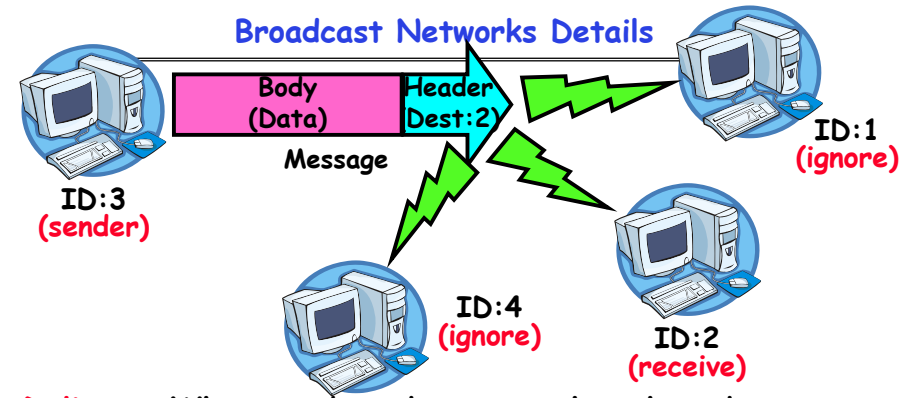 Broadcast Networks Details
Body
(Data)
Header
Dest:2)
Message
ID:1
(ignore)
ID:3
(sender)
ID:4
(ignore)
ID:2
(receive)